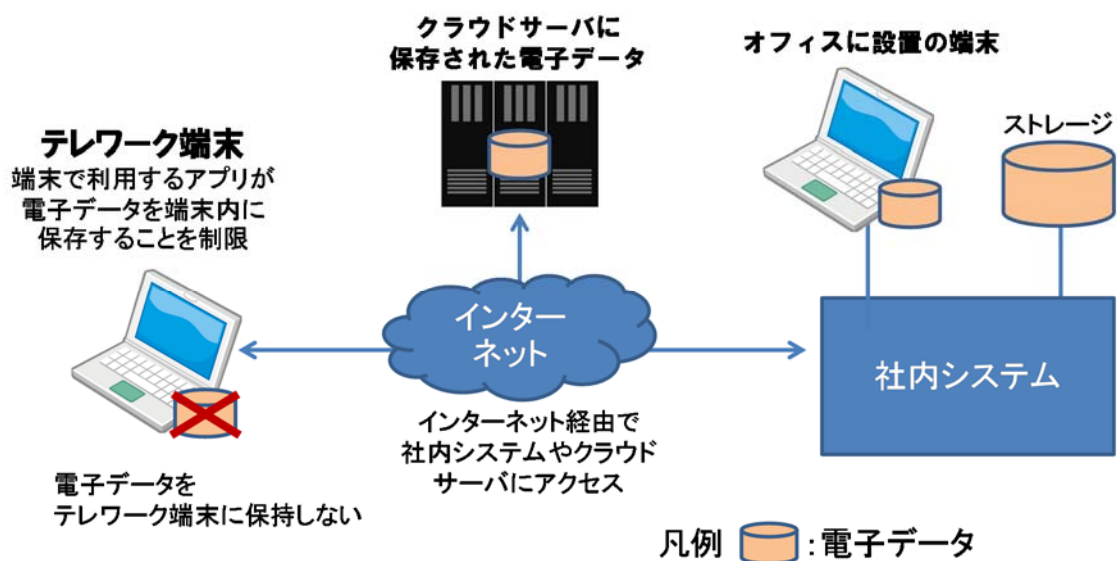 クラウドサーバに
保存された電子データ
オフィスに設置の端末
ストレージ
テレワーク端末
端末で利用するアプリが
電子データを端末内に
保存することを制限
インター
ネット
社内システム
インターネット経由で
社内システムやクラウド
サーバにアクセス
電子データを
テレワーク端末に保持しない
凡例 :電子データ